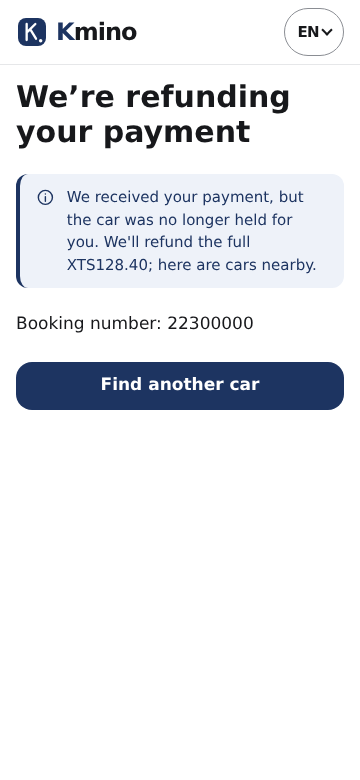 Kmino
EN
We’re refunding
your payment
We received your payment, but
the car was no longer held for
you. We'll refund the full
XTS128.40; here are cars nearby.
Booking number: 22300000
Find another car